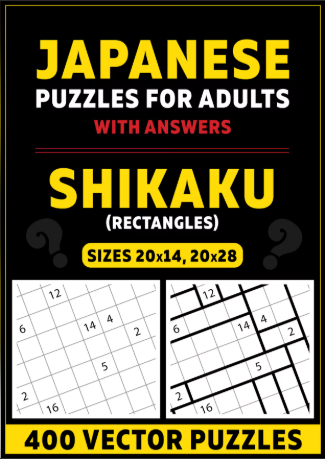 JAPANESE
PUZZLES FOR ADULTS
WITH ANSWERS
SHIKAKU
(RECTANGLES)
? ?
SIZES 20x14, 20x28
12 12
6 14 4 2 6 14 4 2
5 5
2 16 2 16
400 VECTOR PUZZLES